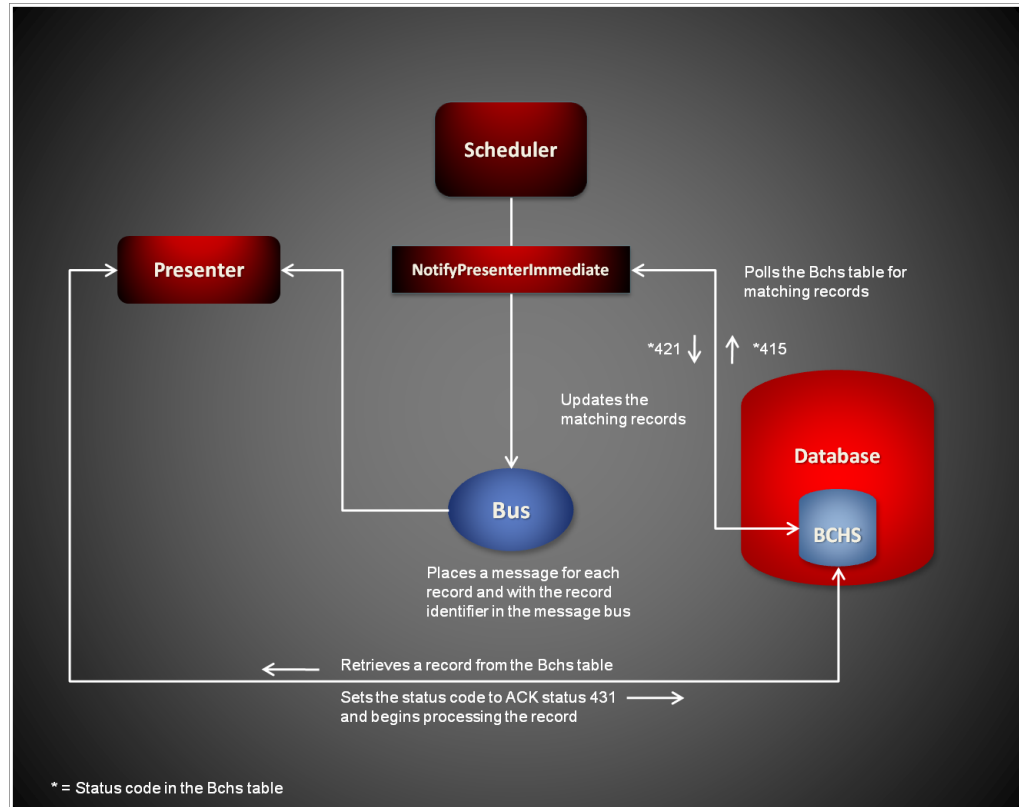 Scheduler
Presenter
NotifyPresenterImmediate
Polls the Bchs table for
matching records
*421
*415
Updates the
matching records
Database
Bus
BCHS
Places a message for each
record and with the record
identifier in the message bus
Retrieves a record from the Bchs table
Sets the status code to ACK status 431
and begins processing the record
* = Status code in the Bchs table